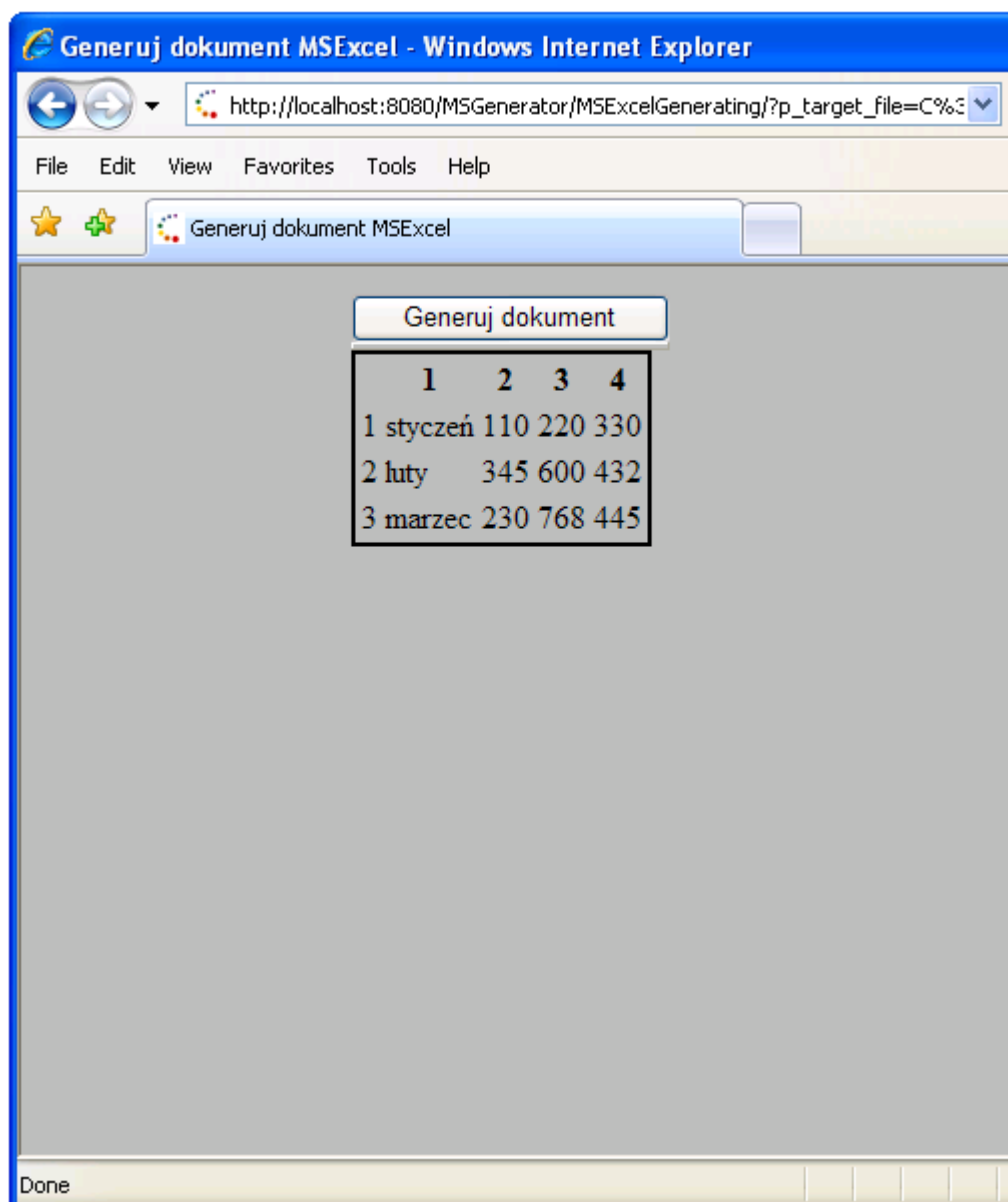 Generuj dokument MSExcel - Windows Internet Explorer
http://localhost:8080/MSGenerator/MSExcelGenerating/?p_target_file=C%3
File Edit View Favorites Tools Help
Generuj dokument MSExcel
Generuj dokument
1 2 3 4
1 styczeń 110 220 330
2 luty 345 600 432
3 marzec 230 768 445
Done